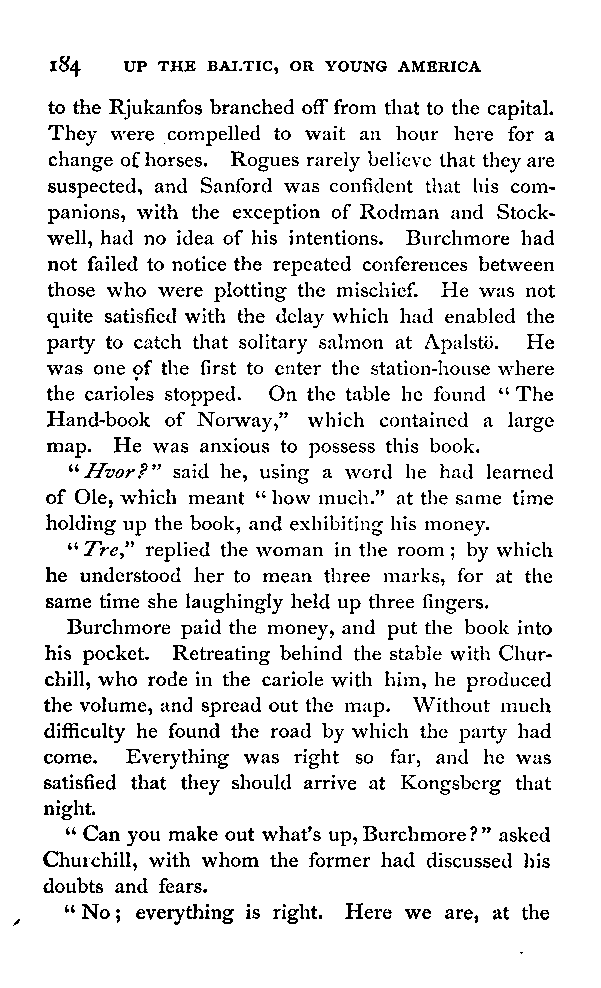 184 UP THE BALTIC, OR YOUNG AMERICA
to the Rjukanfos branched off from that to the capital.
They were compelled to wait an hour here for a
change of horses. Rogues rarely believe that they are
suspected, and Sanford was confident that his com-
panions, with the exception of Rodman and Stock-
well, had no idea of his intentions. Burchmore had
not failed to notice the repeated conferences between
those who were plotting the mischief. He was not
quite satisfied with the delay which had enabled the
party to catch that solitary salmon at Apalstö. He
was one of the first to enter the station-house where
the carioles stopped. On the table he found “The
Hand-book of Norway,” which contained a large
map. He was anxious to possess this book.
“Hvor?” said he, using a word he had learned
of Ole, which meant “how much.” at the same time
holding up the book, and exhibiting his money.
“Tre,” replied the woman in the room; by which
he understood her to mean three marks, for at the
same time she laughingly held up three fingers.
Burchmore paid the money, and put the book into
his pocket. Retreating behind the stable with Chur-
chill, who rode in the cariole with him, he produced
the volume, and spread out the map. Without much
difficulty he found the road by which the party had
come. Everything was right so far, and he was
satisfied that they should arrive at Kongsberg that
night.
“Can you make out what's up, Burchmore?” asked
Churchill, with whom the former had discussed his
doubts and fears.
“No; everything is right. Here we are, at the